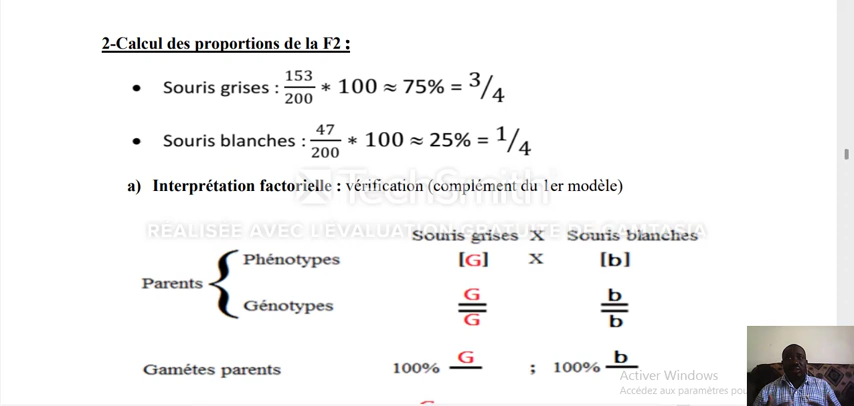 2-Calcul des proportions de la F2 :
• Souris grises : 153/200 * 100 ≈ 75% = 3/4
• Souris blanches : 47/200 * 100 ≈ 25% = 1/4
a) Interprétation factorielle : vérification (complément du 1er modèle)
TechSmith
RÉALISÉE AVEC L'ÉVALUATION GRATUITE DE CAMTASIA
Souris grises X Souris blanches
Phénotypes [G] X [b]
Parents
Génotypes G/G b/b
Gamétes parents 100% G ; 100% b
Activer Windows
Accédez aux paramètres pou